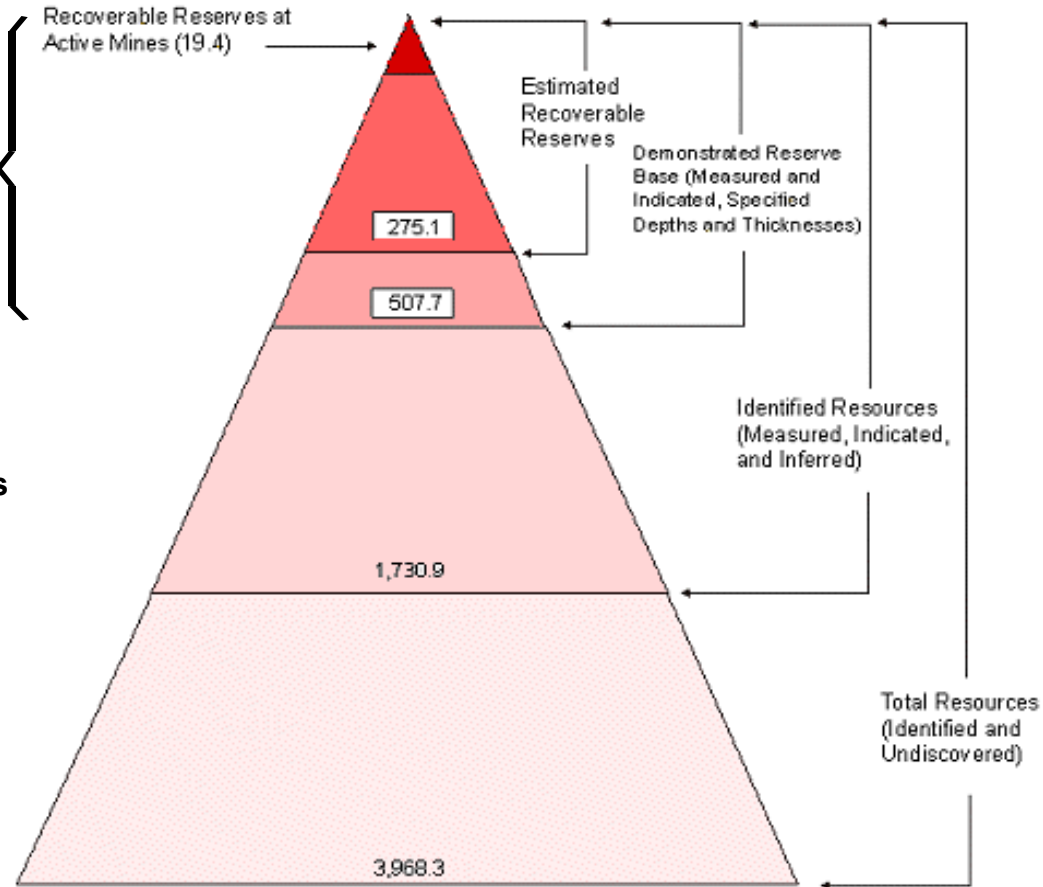 Recoverable Reserves at
Active Mines (19.4)
Estimated
Recoverable
Reserves
Demonstrated Reserve
Base (Measured and
Indicated, Specified
Depths and Thicknesses)
275.1
507.7
Identified Resources
(Measured, Indicated,
and Inferred)
s
1,730.9
Total Resources
(Identified and
Undiscovered)
3,968.3